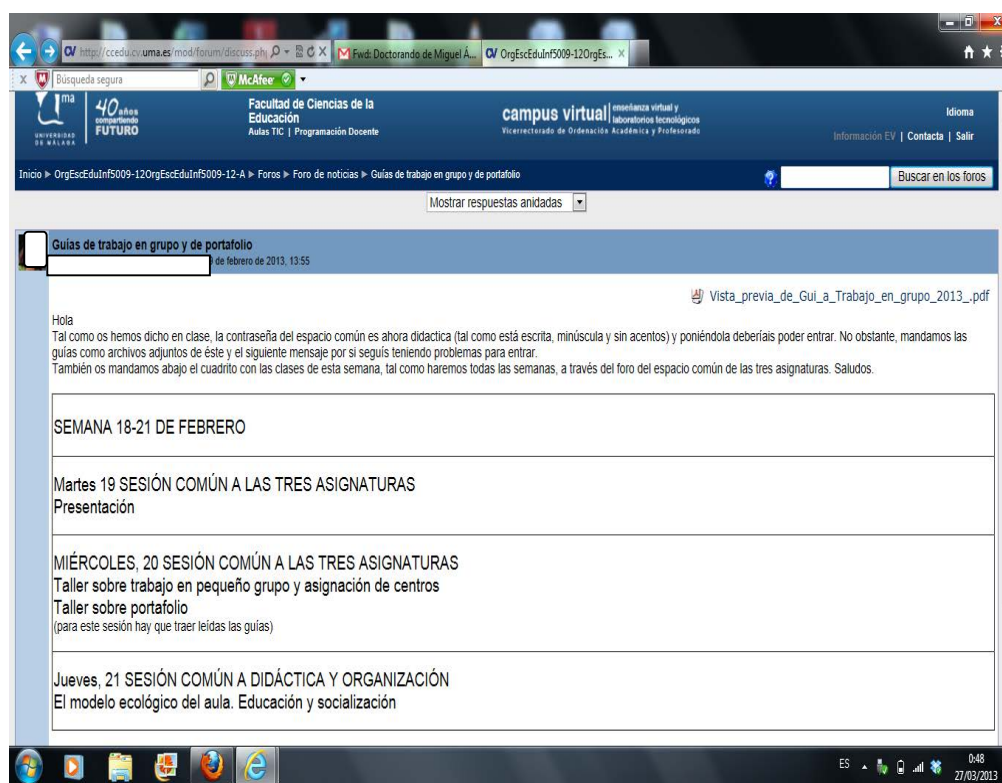 http://ccedu.cv.uma.es/mod/forum/discuss.ph
Fwd: Doctorando de Miguel Á...
OrgEscEduInf5009-12OrgEs...
x
Búsqueda segura
McAfee
uma
UNIVERSIDAD
DE MÁLAGA
40 años
compartiendo
FUTURO
Facultad de Ciencias de la
Educación
Aulas TIC | Programación Docente
campus virtual
enseñanza virtual y
laboratorios tecnológicos
Vicerrectorado de Ordenación Académica y Profesorado
Idioma
Información EV | Contacta | Salir
Inicio ► OrgEscEduInf5009-12OrgEscEduInf5009-12-A ► Foros ► Foro de noticias ► Guías de trabajo en grupo y de portafolio
Buscar en los foros
Mostrar respuestas anidadas
Guías de trabajo en grupo y de portafolio
de febrero de 2013, 13:55
Vista_previa_de_Gui_a_Trabajo_en_grupo_2013_.pdf
Hola
Tal como os hemos dicho en clase, la contraseña del espacio común es ahora didactica (tal como está escrita, minúscula y sin acentos) y poniéndola deberíais poder entrar. No obstante, mandamos las
guías como archivos adjuntos de éste y el siguiente mensaje por si seguís teniendo problemas para entrar.
También os mandamos abajo el cuadrito con las clases de esta semana, tal como haremos todas las semanas, a través del foro del espacio común de las tres asignaturas. Saludos.
SEMANA 18-21 DE FEBRERO
Martes 19 SESIÓN COMÚN A LAS TRES ASIGNATURAS
Presentación
MIÉRCOLES, 20 SESIÓN COMÚN A LAS TRES ASIGNATURAS
Taller sobre trabajo en pequeño grupo y asignación de centros
Taller sobre portafolio
(para este sesión hay que traer leídas las guías)
Jueves, 21 SESIÓN COMÚN A DIDÁCTICA Y ORGANIZACIÓN
El modelo ecológico del aula. Educación y socialización
ES
0:48
27/03/2013